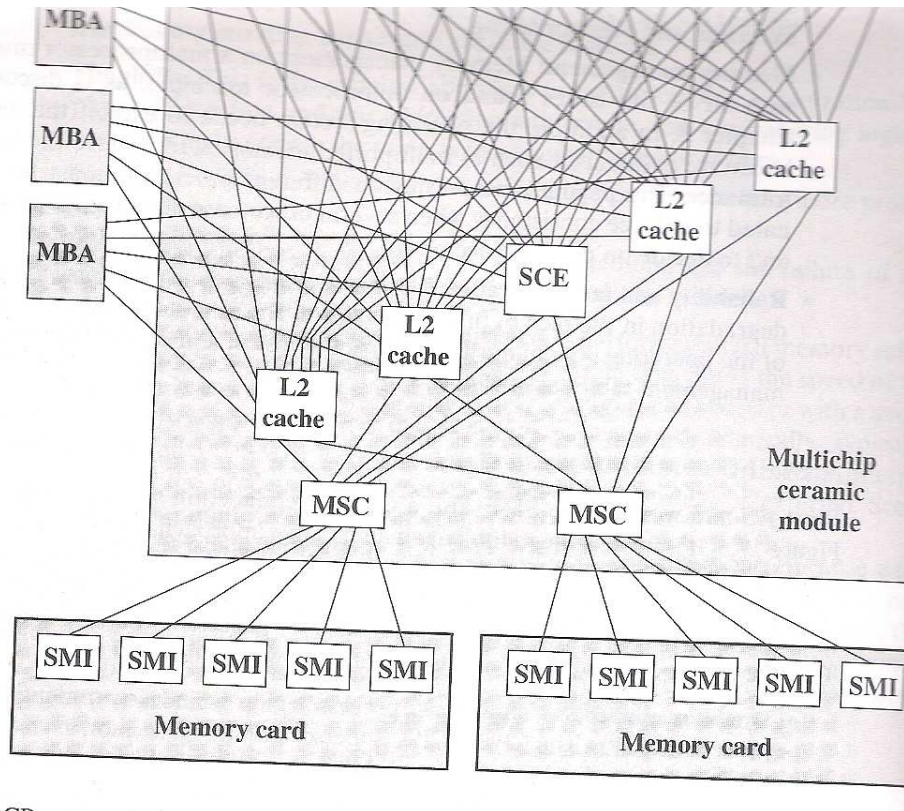 MBA
MBA
MBA
L2
cache
L2
cache
SCE
L2
cache
L2
cache
MSC
MSC
Multichip
ceramic
module
SMI
SMI
SMI
SMI
SMI
Memory card
SMI
SMI
SMI
SMI
SMI
Memory card